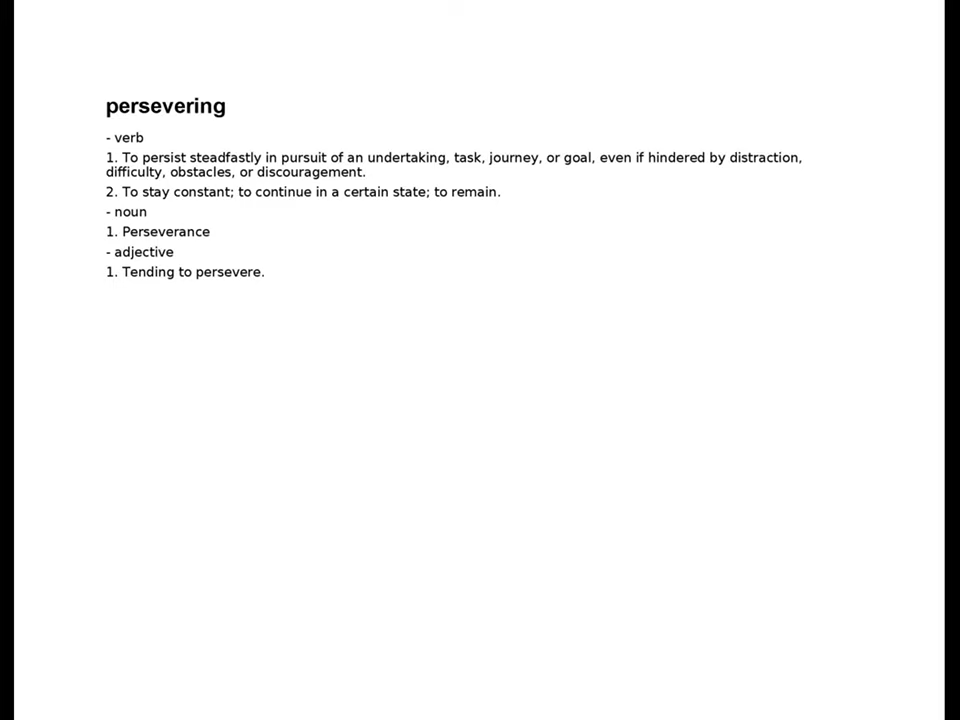 persevering
- verb
1. To persist steadfastly in pursuit of an undertaking, task, journey, or goal, even if hindered by distraction,
difficulty, obstacles, or discouragement.
2. To stay constant; to continue in a certain state; to remain.
- noun
1. Perseverance
- adjective
1. Tending to persevere.